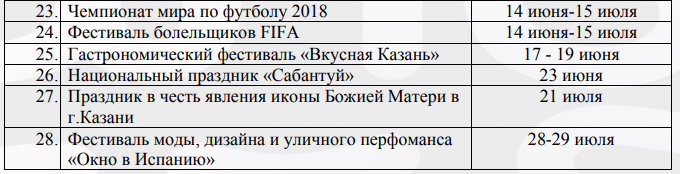 23. Чемпионат мира по футболу 2018 14 июня-15 июля
24. Фестиваль болельщиков FIFA 14 июня-15 июля
25. Гастрономический фестиваль «Вкусная Казань» 17 - 19 июня
26. Национальный праздник «Сабантуй» 23 июня
27. Праздник в честь явления иконы Божией Матери в 21 июля
г.Казани
28. Фестиваль моды, дизайна и уличного перфоманса 28-29 июля
«Окно в Испанию»